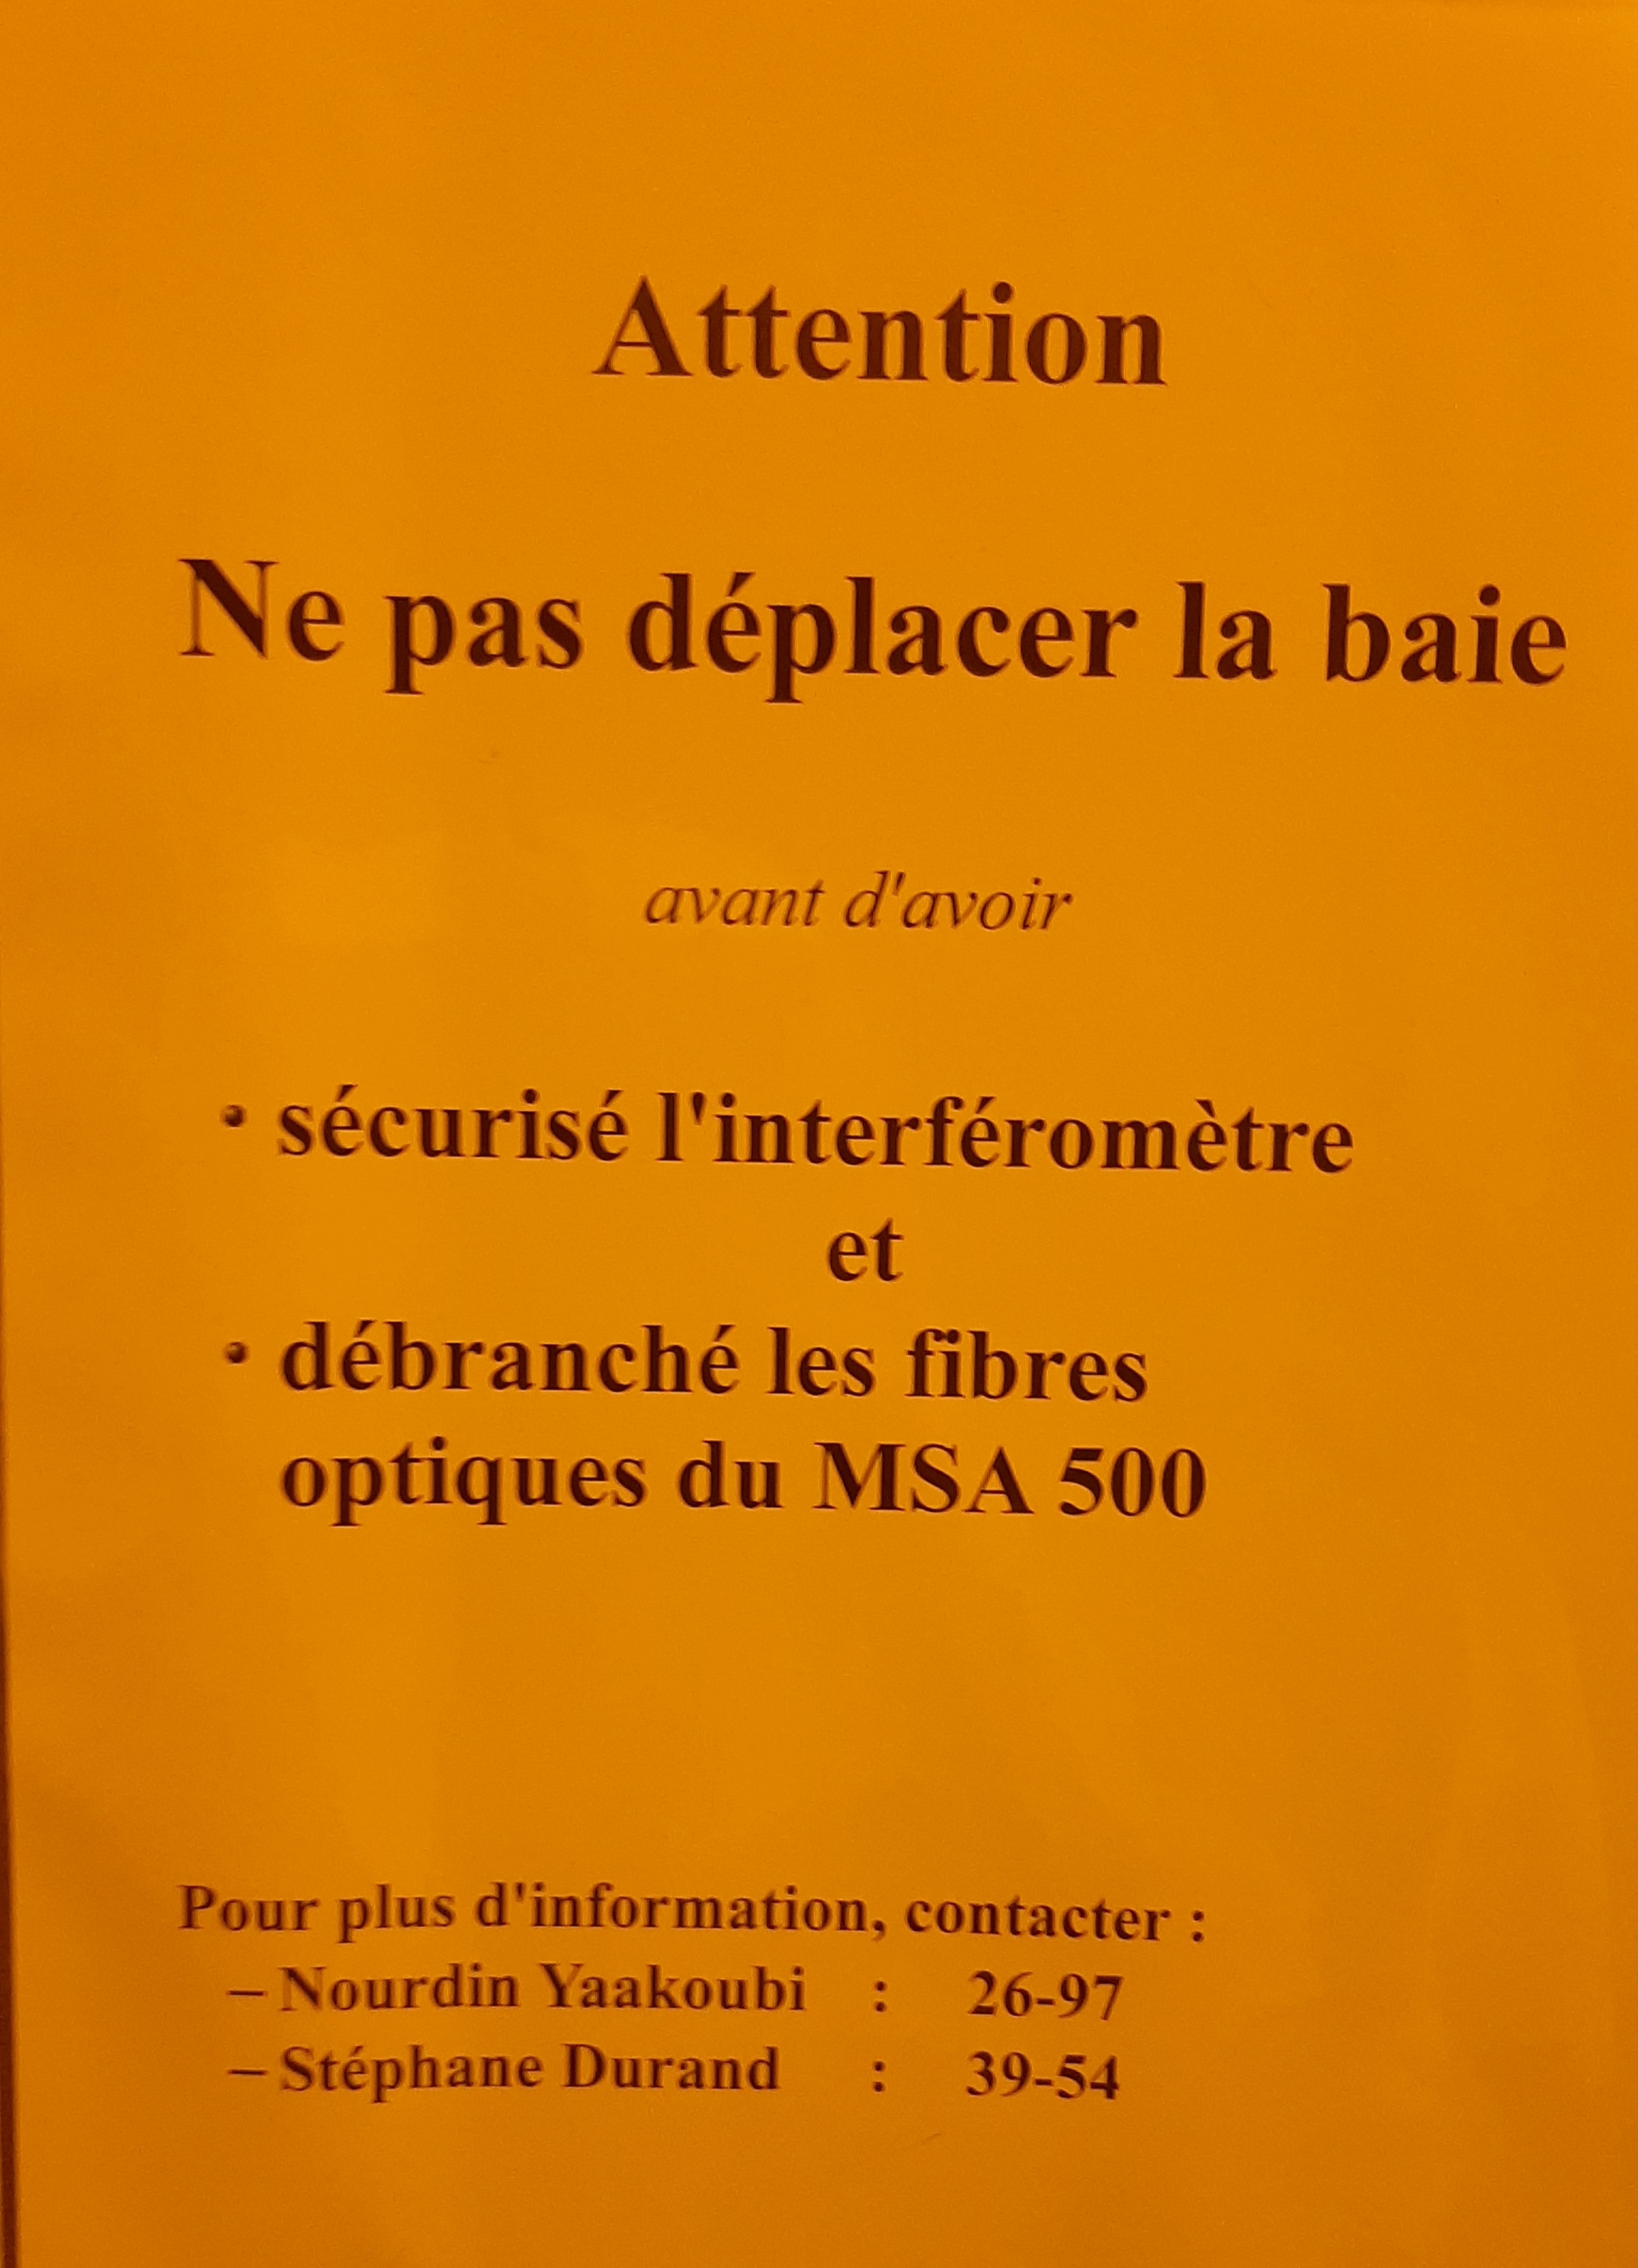 Attention
Ne pas déplacer la baie
avant d'avoir
• sécurisé l'interféromètre
et
• débranché les fibres
optiques du MSA 500
Pour plus d'information, contacter :
– Nourdin Yaakoubi : 26-97
– Stéphane Durand : 39-54